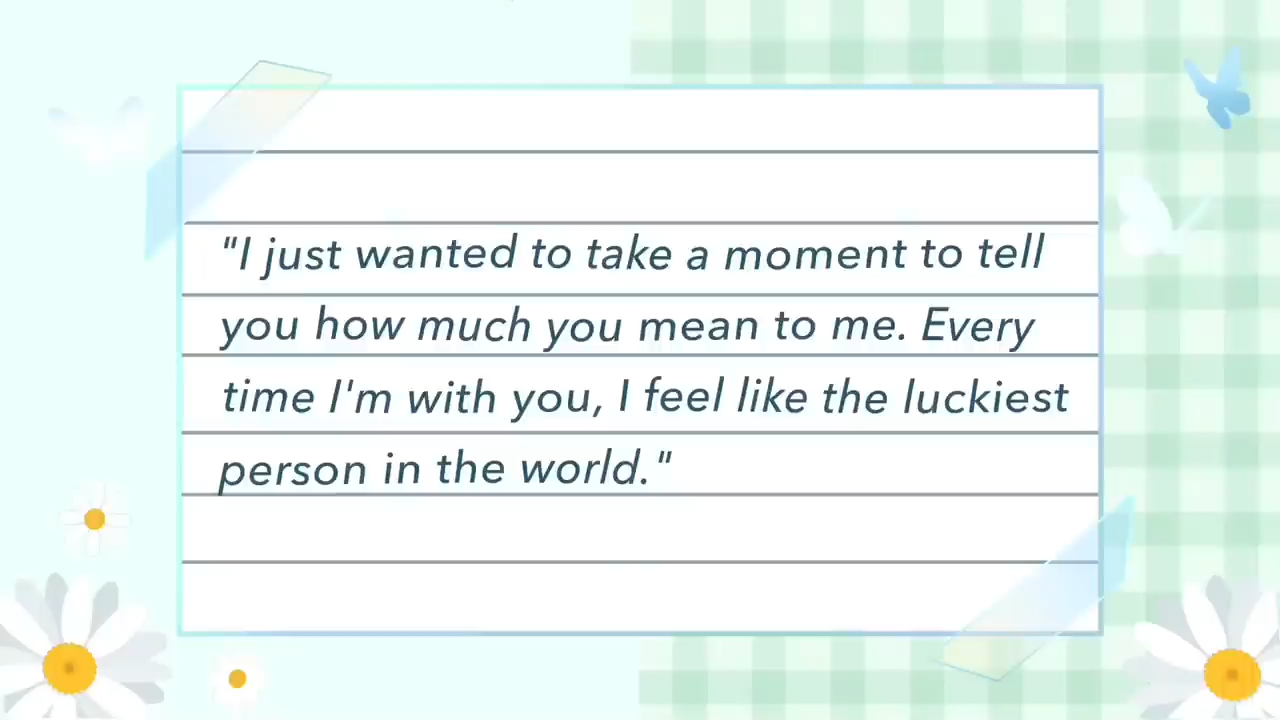 "I just wanted to take a moment to tell
you how much you mean to me. Every
time I'm with you, I feel like the luckiest
person in the world."